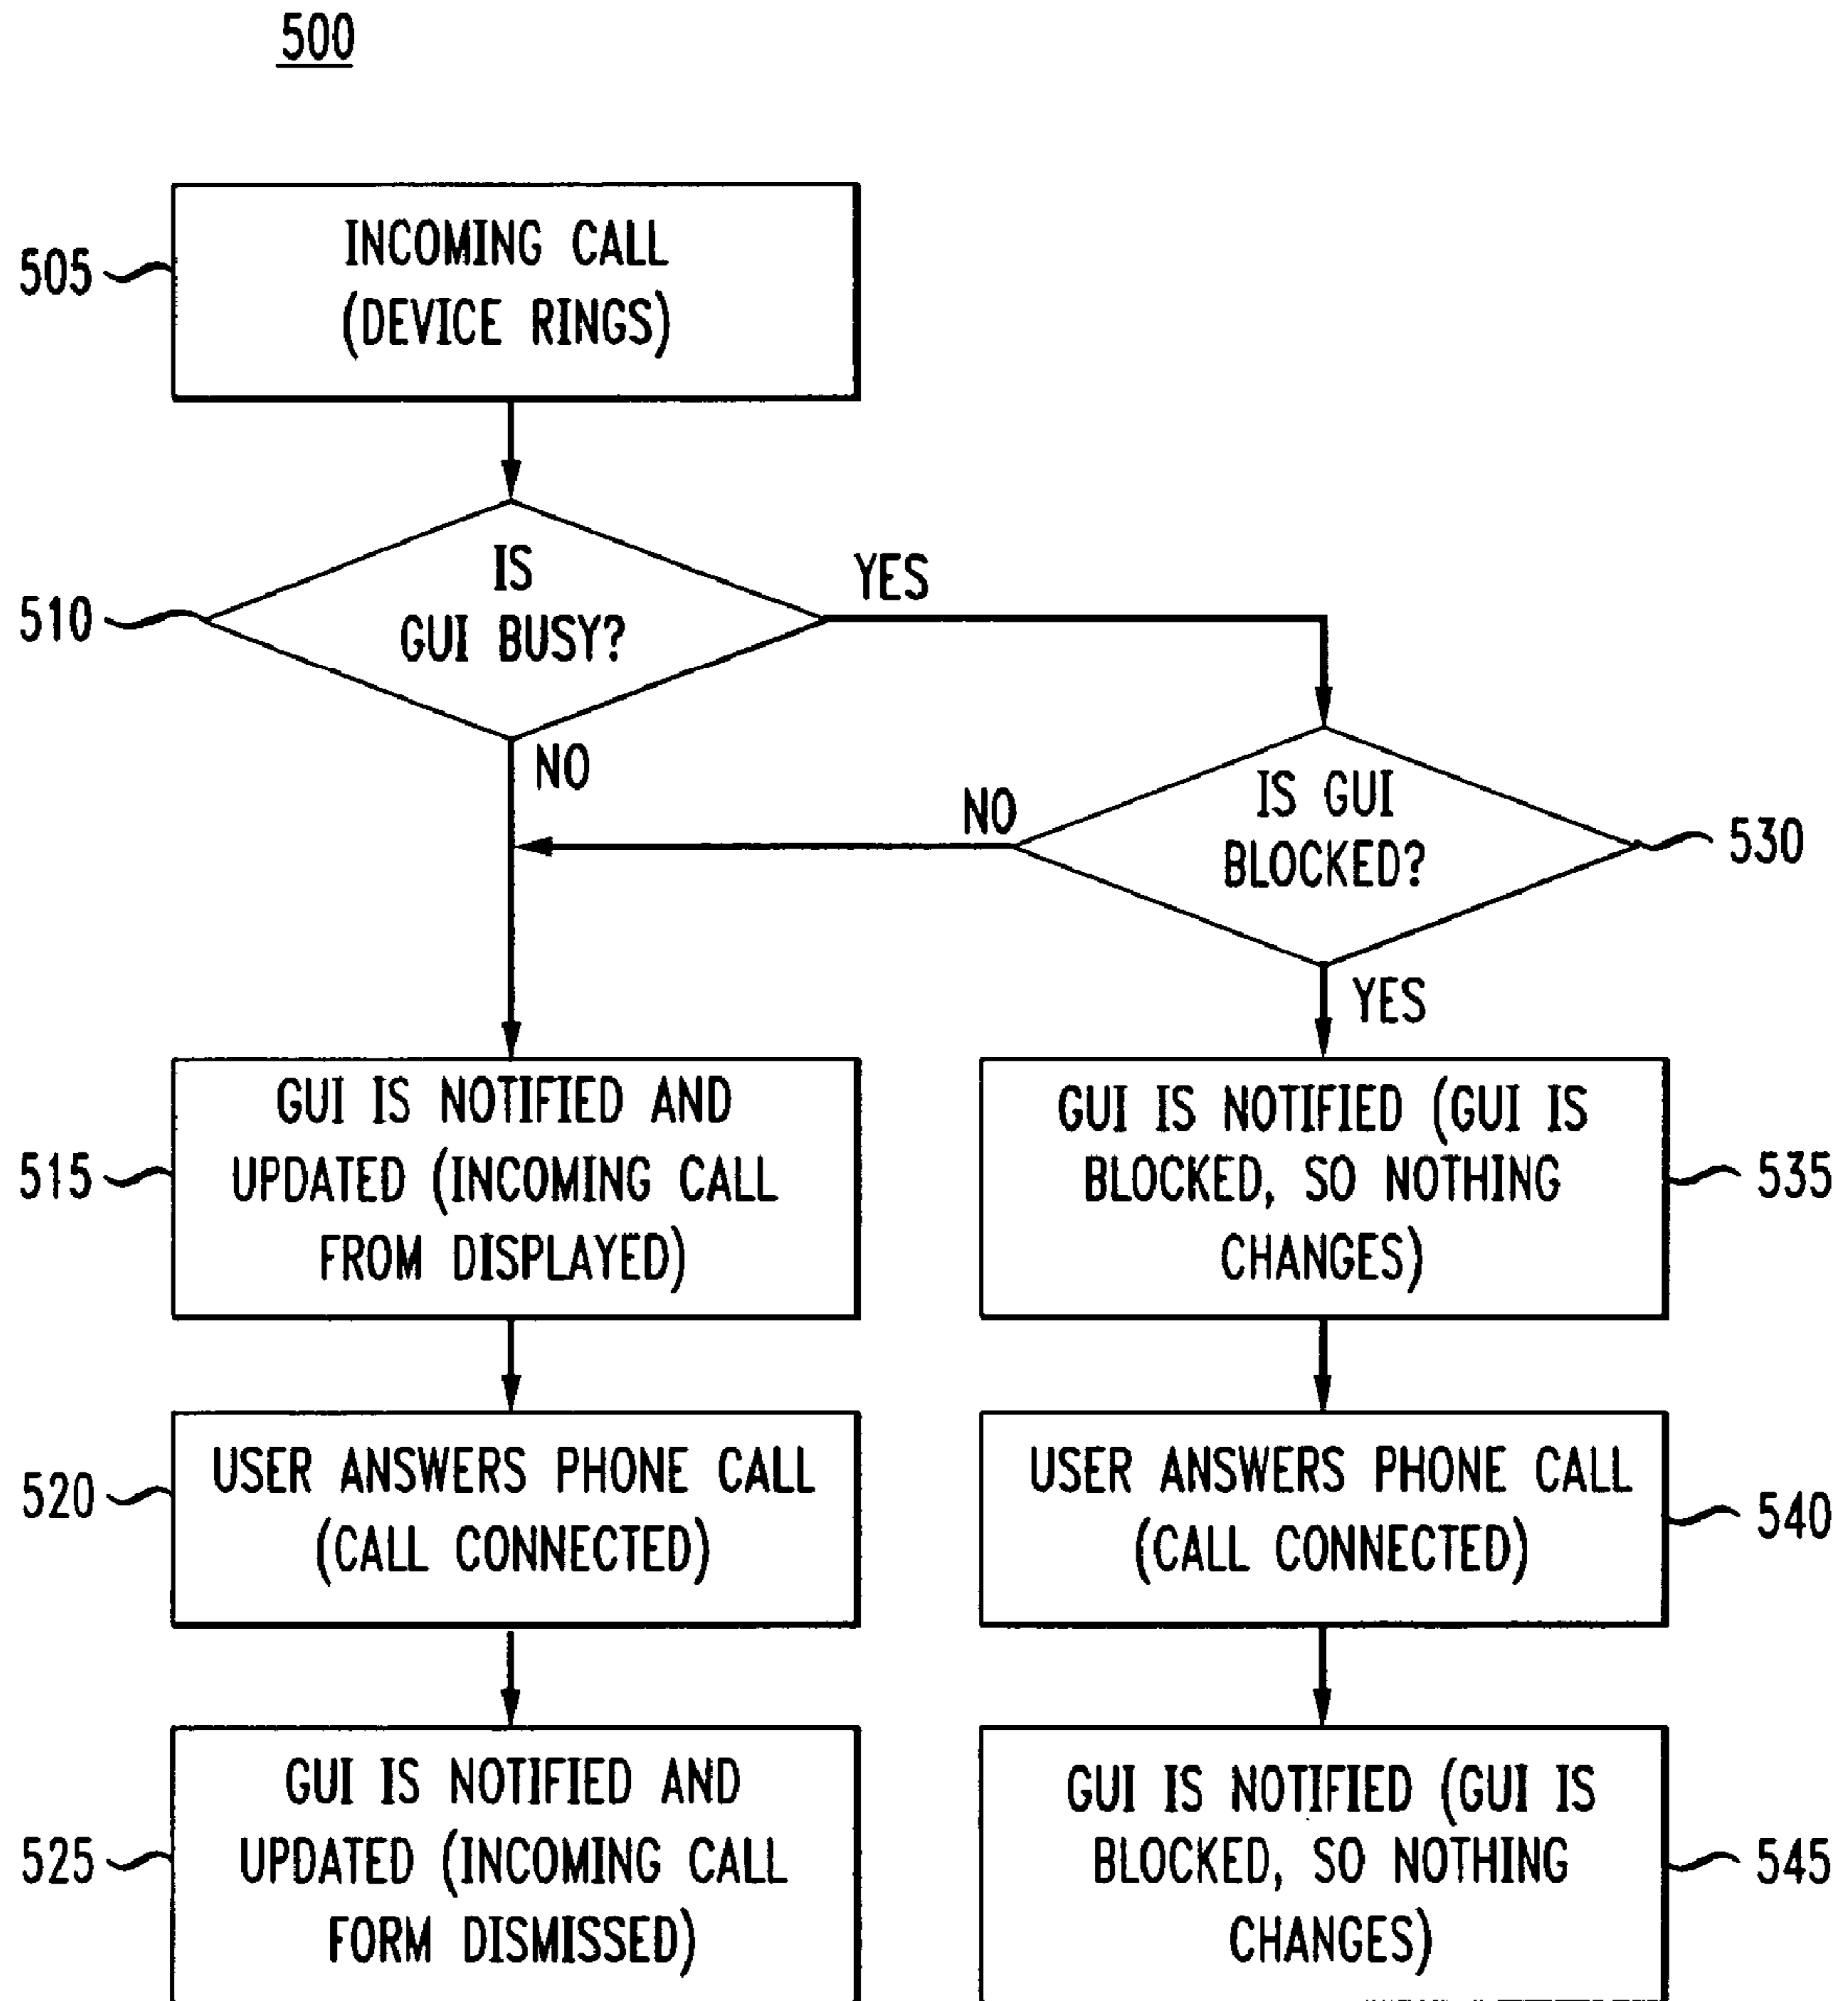 500
505
INCOMING CALL
(DEVICE RINGS)
510
IS
GUI BUSY?
YES
NO
IS GUI
BLOCKED?
530
NO
YES
515
GUI IS NOTIFIED AND
UPDATED (INCOMING CALL
FROM DISPLAYED)
GUI IS NOTIFIED (GUI IS
BLOCKED, SO NOTHING
CHANGES)
535
520
USER ANSWERS PHONE CALL
(CALL CONNECTED)
USER ANSWERS PHONE CALL
(CALL CONNECTED)
540
525
GUI IS NOTIFIED AND
UPDATED (INCOMING CALL
FORM DISMISSED)
GUI IS NOTIFIED (GUI IS
BLOCKED, SO NOTHING
CHANGES)
545